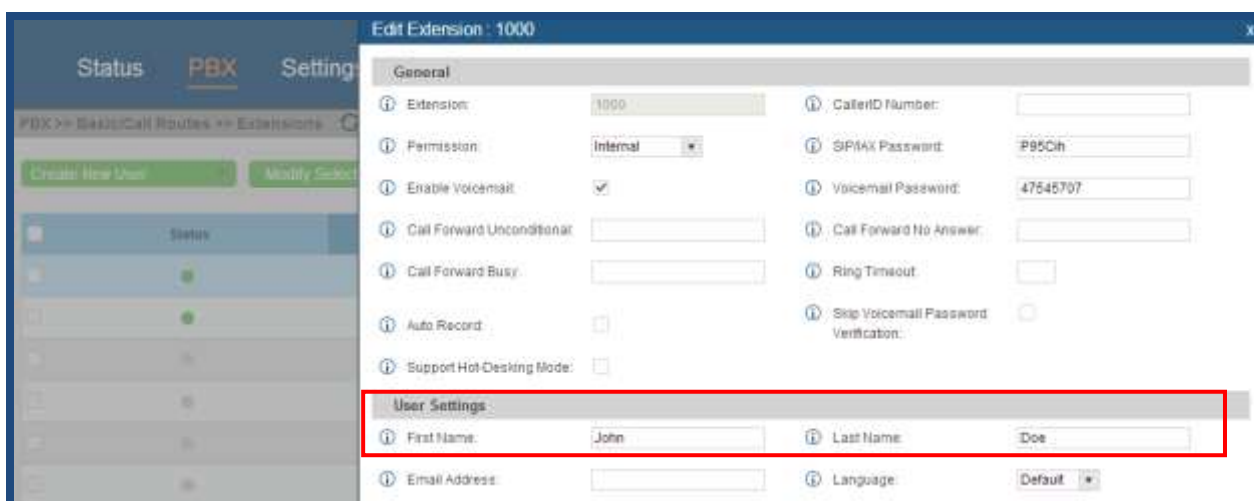 Edit Extension : 1000
x
Status PBX Setting
General
PBX >> Basic/Call Routes >> Extensions
Extension: 1000 CallerID Number:
Permission: Internal SIP/IAX Password: P95Cih
Create New User Modify Select
Enable Voicemail: Voicemail Password: 47545707
Status
Call Forward Unconditional: Call Forward No Answer:
Call Forward Busy: Ring Timeout:
Auto Record: Skip Voicemail Password
Verification:
Support Hot-Desking Mode:
User Settings
First Name: John Last Name: Doe
Email Address: Language: Default